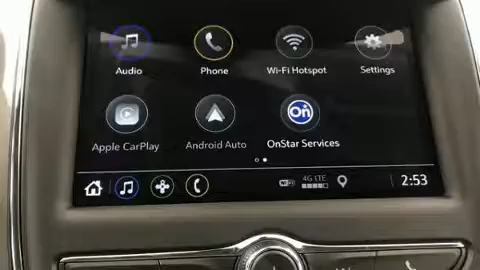 Audio Phone Wi-Fi Hotspot Settings
Apple CarPlay Android Auto OnStar Services
On
4G LTE 2:53